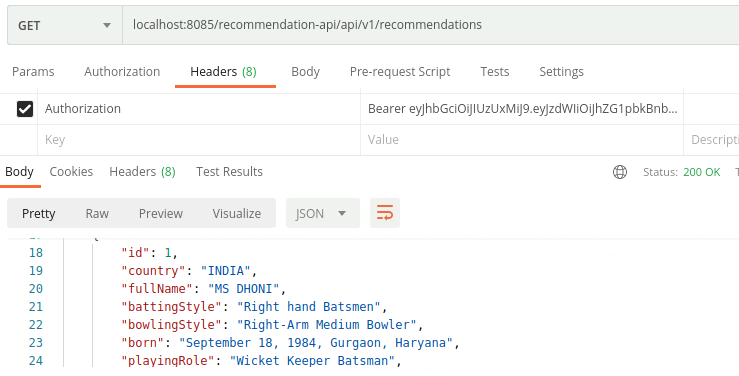 GET localhost:8085/recommendation-api/api/v1/recommendations
Params Authorization Headers (8) Body Pre-request Script Tests Settings
Authorization Bearer eyJhbGciOiJIUzUxMiJ9.eyJzdWIiOiJhZG1pbkBnb...
Key Value Descripti
Body Cookies Headers (8) Test Results Status: 200 OK T
Pretty Raw Preview Visualize JSON
18 "id": 1,
19 "country": "INDIA",
20 "fullName": "MS DHONI",
21 "battingStyle": "Right hand Batsmen",
22 "bowlingStyle": "Right-Arm Medium Bowler",
23 "born": "September 18, 1984, Gurgaon, Haryana",
24 "playingRole": "Wicket Keeper Batsman",